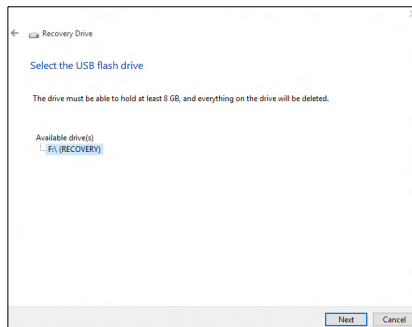 Recovery Drive
Select the USB flash drive
The drive must be able to hold at least 8 GB, and everything on the drive will be deleted.
Available drive(s)
F:\ (RECOVERY)
Next Cancel